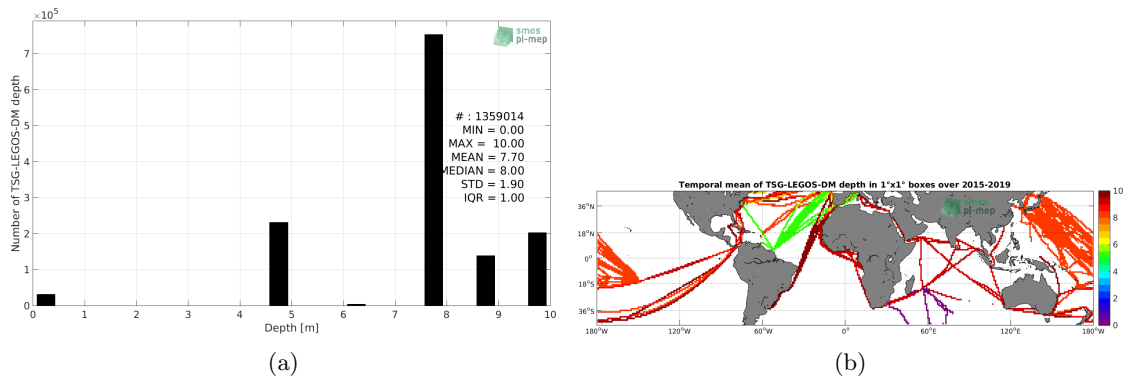 ×10⁵
7
6
5
4
3
2
1
0
Number of TSG-LEGOS-DM depth
smos
pi-mep
# : 1359014
MIN = 0.00
MAX = 10.00
MEAN = 7.70
MEDIAN = 8.00
STD = 1.90
IQR = 1.00
0 1 2 3 4 5 6 7 8 9 10
Depth [m]
(a)
Temporal mean of TSG-LEGOS-DM depth in 1°x1° boxes over 2015-2019
36°N
18°N
0°
18°S
36°S
180°W 120°W 60°W 0° 60°E 120°E 180°W
smos
pi-mep
10
8
6
4
2
0
(b)